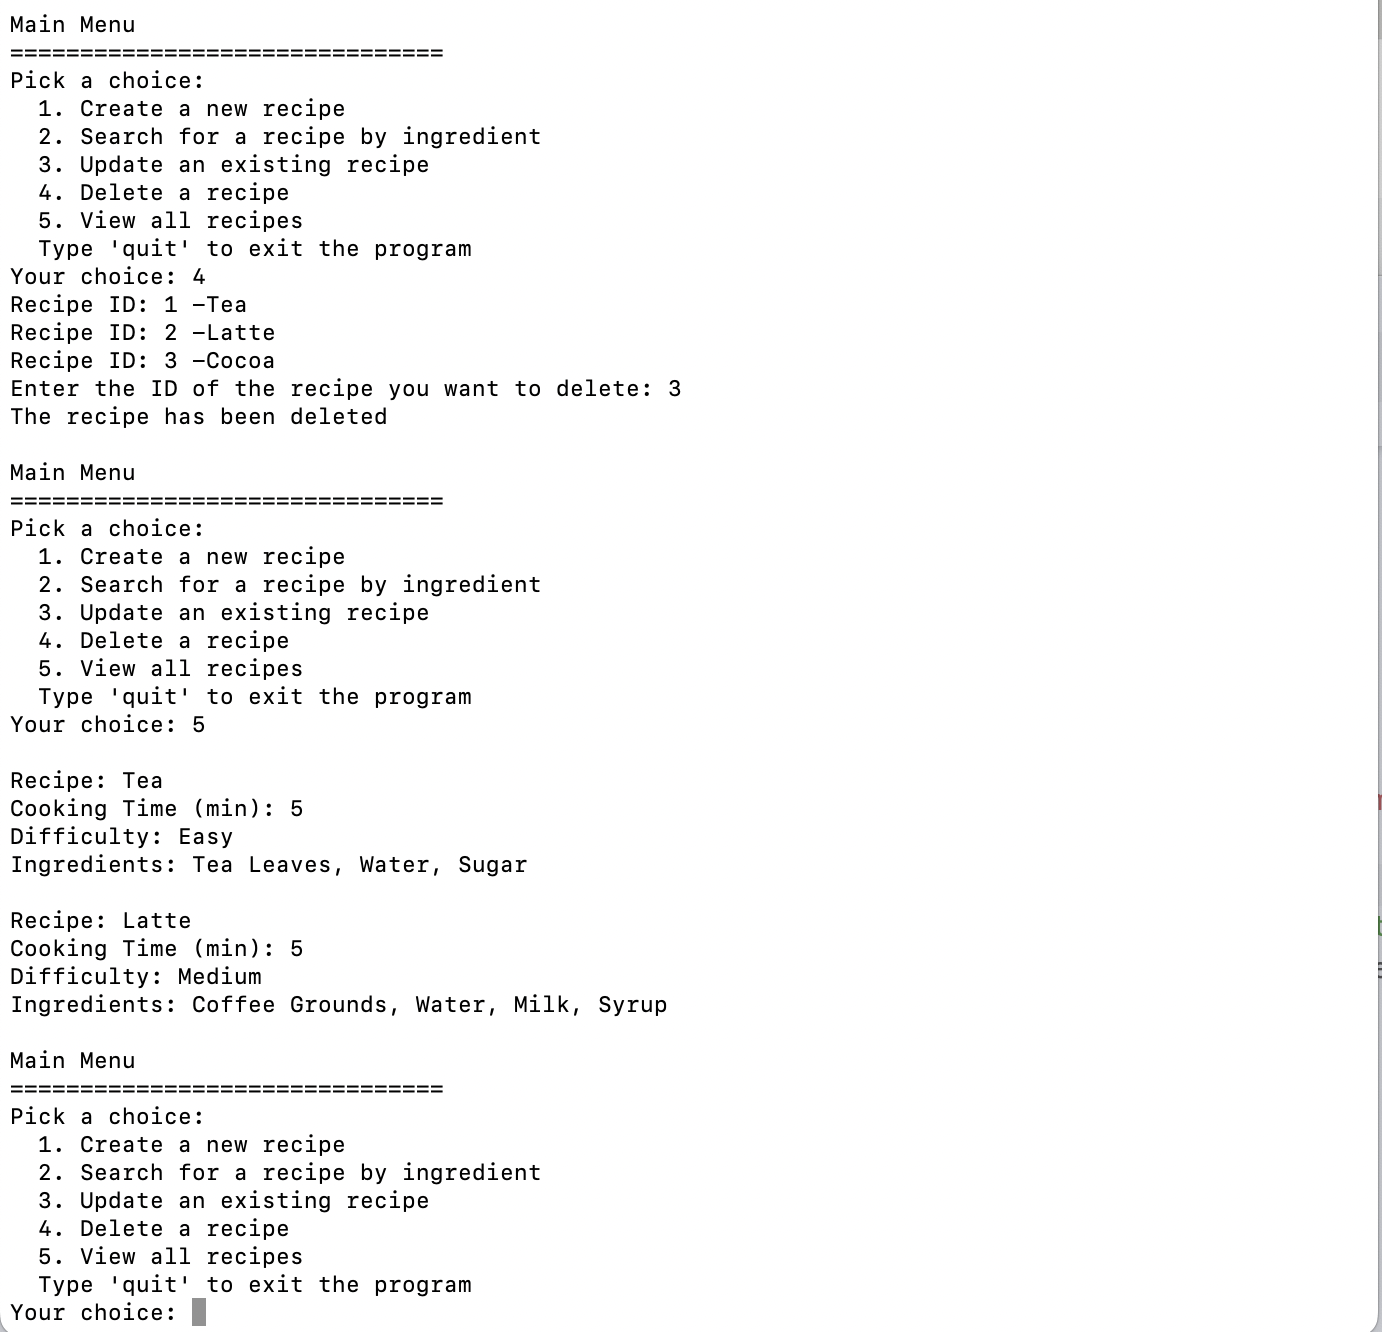 Main Menu
===============================
Pick a choice:
  1. Create a new recipe
  2. Search for a recipe by ingredient
  3. Update an existing recipe
  4. Delete a recipe
  5. View all recipes
  Type 'quit' to exit the program
Your choice: 4
Recipe ID: 1 -Tea
Recipe ID: 2 -Latte
Recipe ID: 3 -Cocoa
Enter the ID of the recipe you want to delete: 3
The recipe has been deleted

Main Menu
===============================
Pick a choice:
  1. Create a new recipe
  2. Search for a recipe by ingredient
  3. Update an existing recipe
  4. Delete a recipe
  5. View all recipes
  Type 'quit' to exit the program
Your choice: 5

Recipe: Tea
Cooking Time (min): 5
Difficulty: Easy
Ingredients: Tea Leaves, Water, Sugar

Recipe: Latte
Cooking Time (min): 5
Difficulty: Medium
Ingredients: Coffee Grounds, Water, Milk, Syrup

Main Menu
===============================
Pick a choice:
  1. Create a new recipe
  2. Search for a recipe by ingredient
  3. Update an existing recipe
  4. Delete a recipe
  5. View all recipes
  Type 'quit' to exit the program
Your choice: